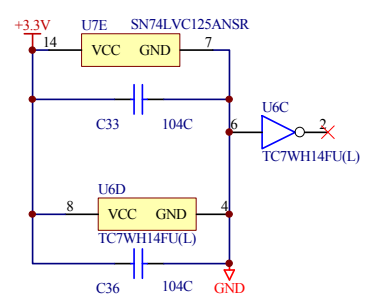 +3.3V
U7E SN74LVC125ANSR
14 VCC GND 7
C33 104C
U6C
6 2
TC7WH14FU(L)
U6D
8 VCC GND 4
TC7WH14FU(L)
C36 104C
GND